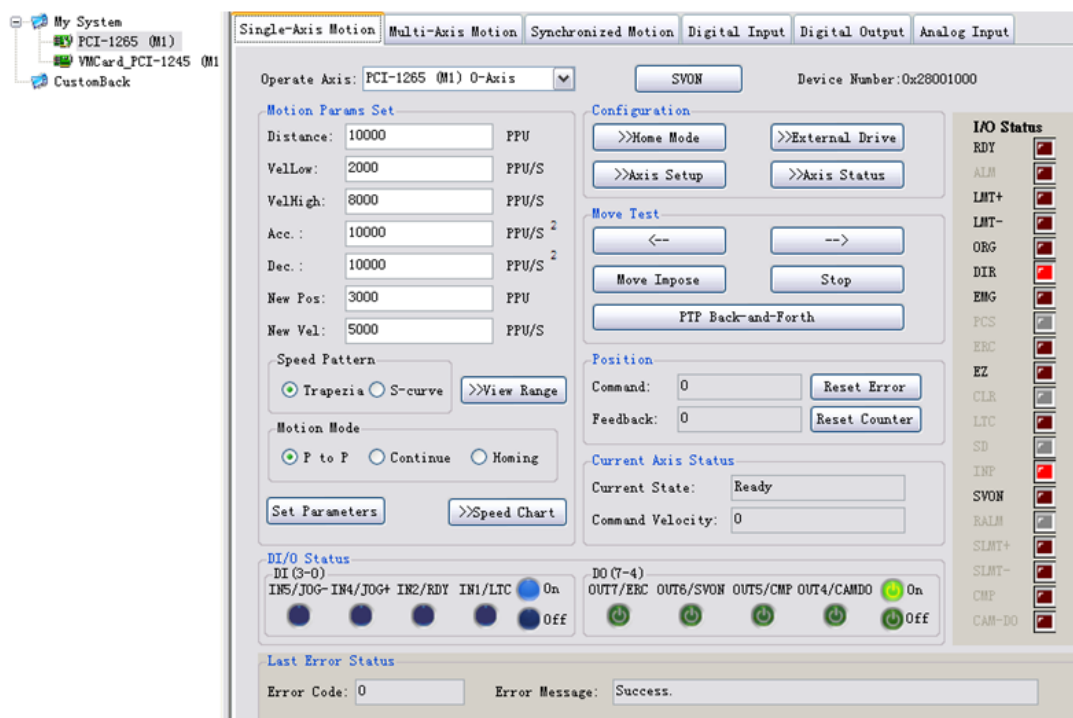 My System
PCI-1265 (M1)
VMCard_PCI-1245 (M1
CustomBack
Single-Axis Motion Multi-Axis Motion Synchronized Motion Digital Input Digital Output Analog Input
Operate Axis: PCI-1265 (M1) 0-Axis SVON Device Number:0x28001000
Motion Params Set
Distance: 10000 PPU
VelLow: 2000 PPU/S
VelHigh: 8000 PPU/S
Acc.: 10000 PPU/S 2
Dec.: 10000 PPU/S 2
New Pos: 3000 PPU
New Vel: 5000 PPU/S
Speed Pattern
Trapezia S-curve >>View Range
Motion Mode
P to P Continue Homing
Set Parameters >>Speed Chart
Configuration
>>Home Mode >>External Drive
>>Axis Setup >>Axis Status
Move Test
<-- -->
Move Impose Stop
PTP Back-and-Forth
Position
Command: 0 Reset Error
Feedback: 0 Reset Counter
Current Axis Status
Current State: Ready
Command Velocity: 0
I/O Status
RDY
ALM
LMT+
LMT-
ORG
DIR
EMG
PCS
ERC
EZ
CLR
LTC
SD
INP
SVON
RALM
SLMT+
SLMT-
CMP
CAM-DO
DI/O Status
DI(3-0)
IN5/JOG- IN4/JOG+ IN2/RDY IN1/LTC On
Off
DO(7-4)
OUT7/ERC OUT6/SVON OUT5/CMP OUT4/CAMDO On
Off
Last Error Status
Error Code: 0 Error Message: Success.